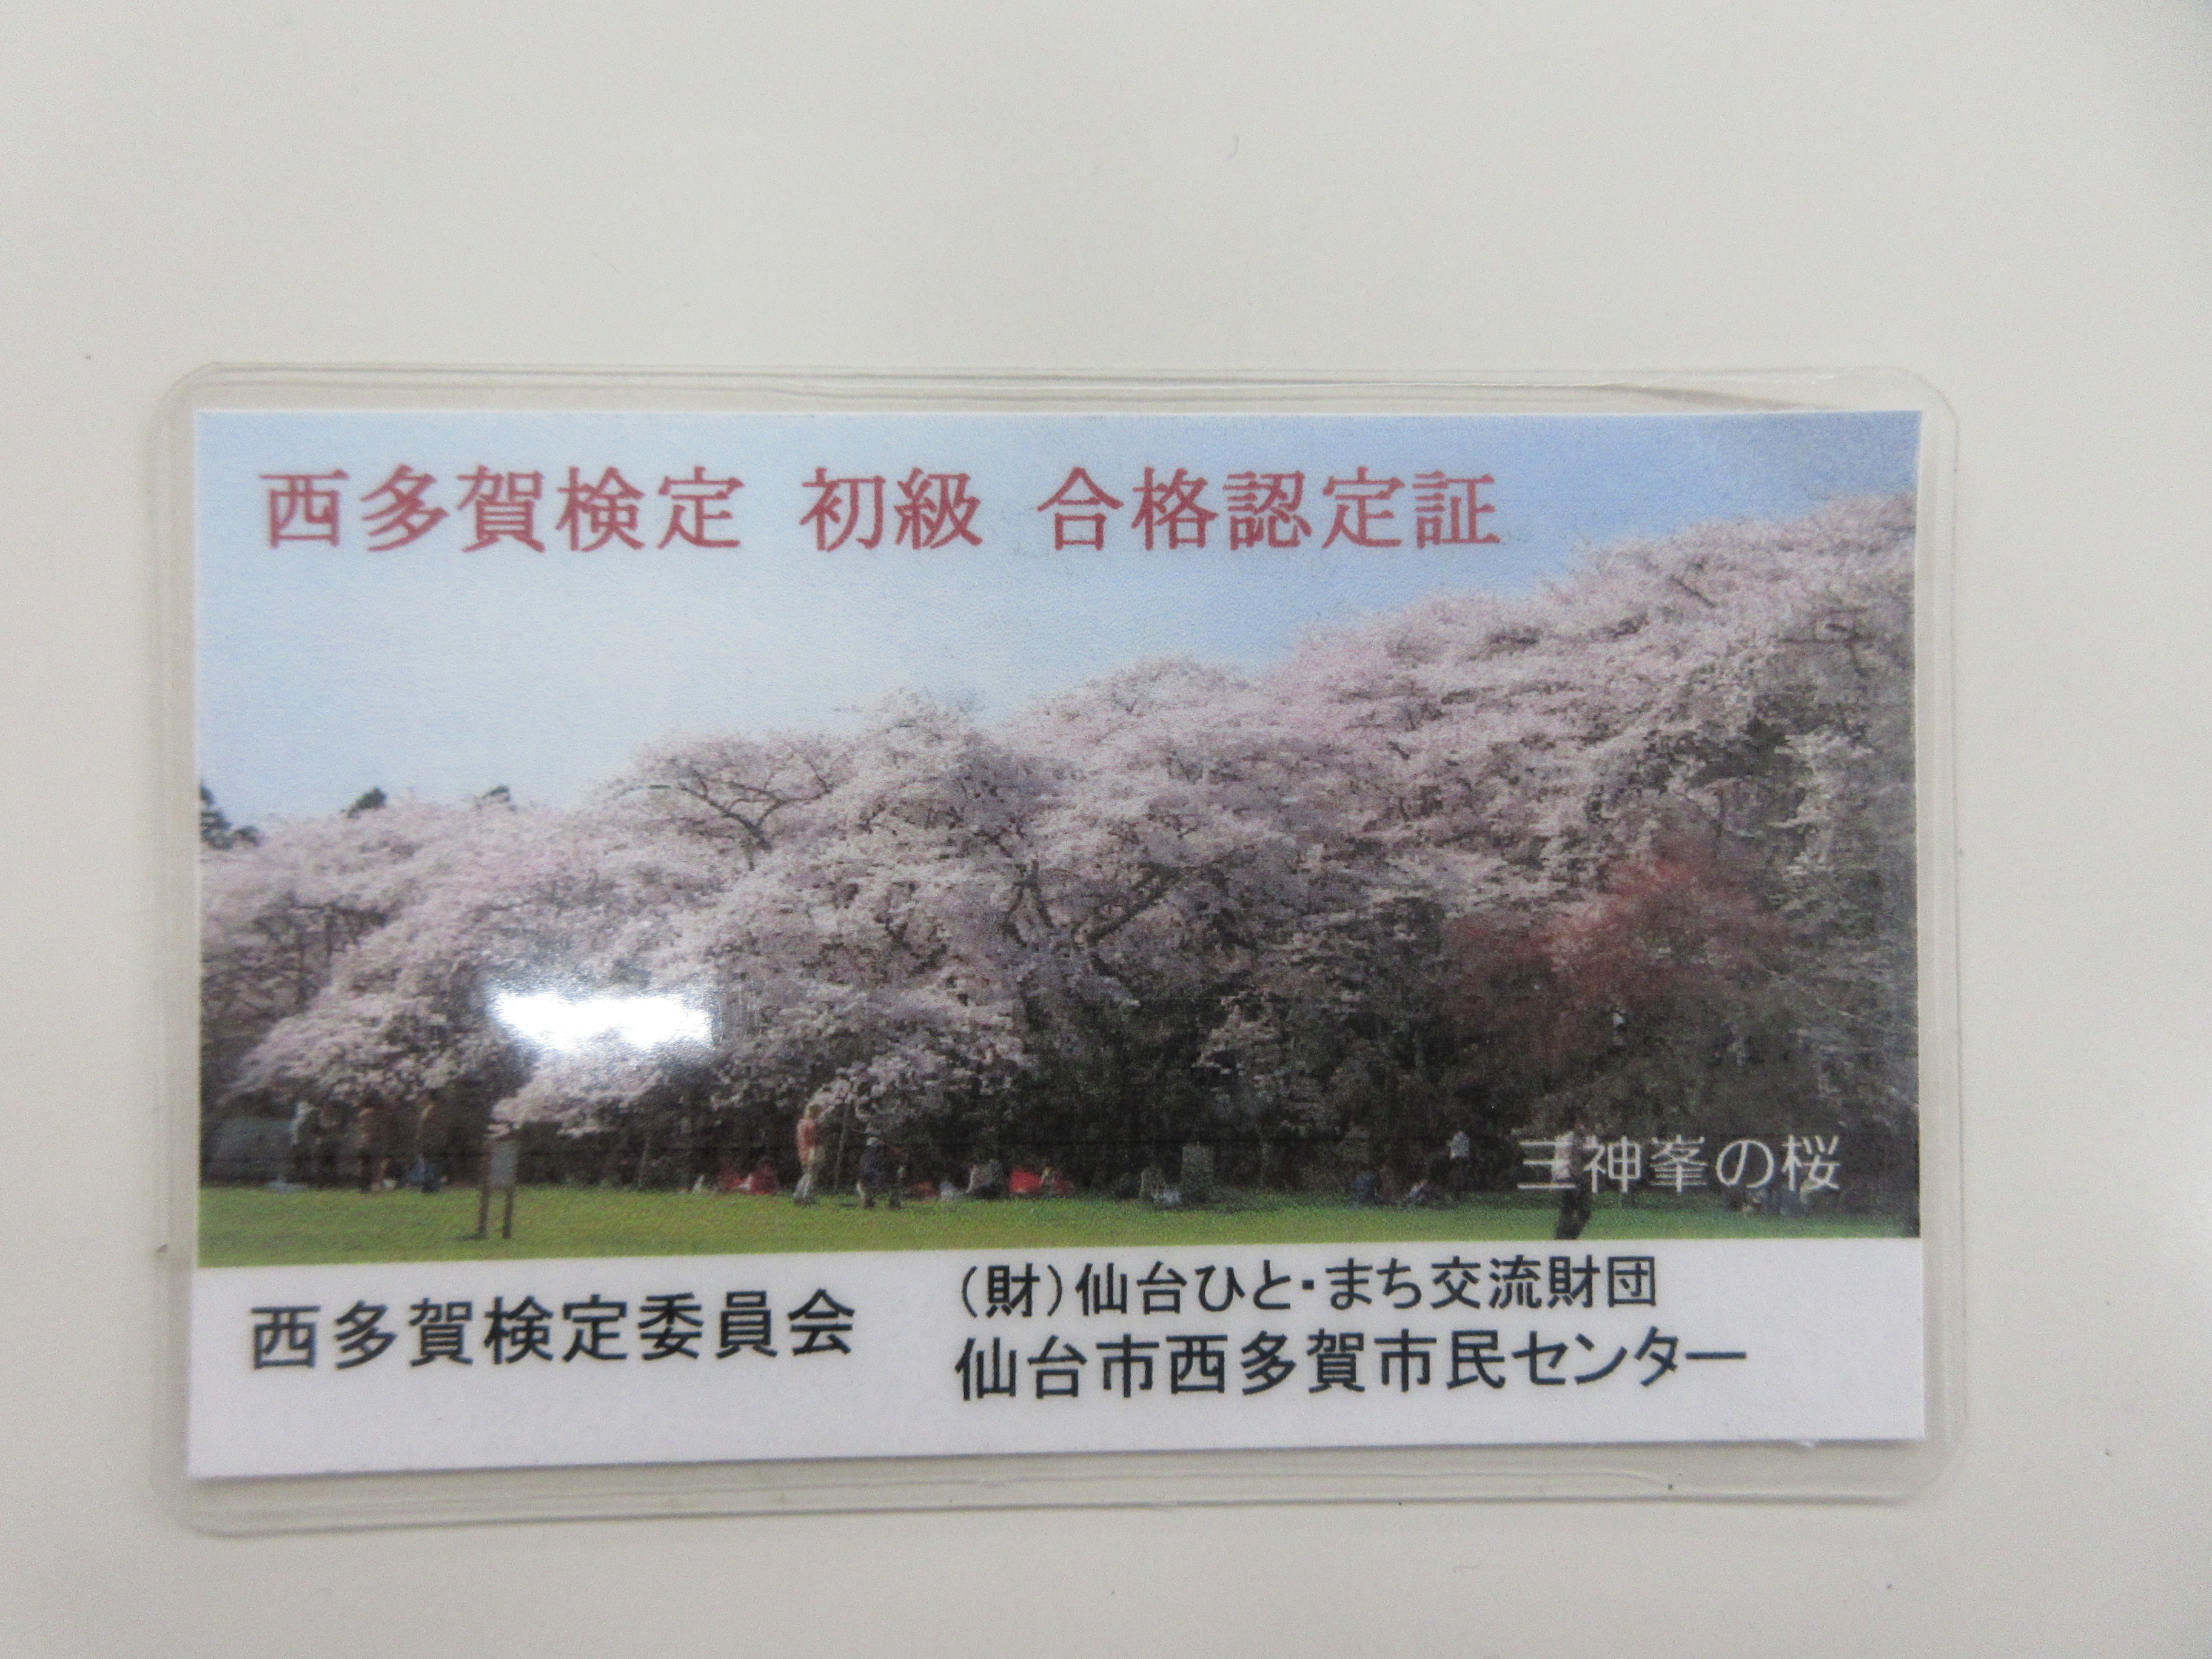 西多賀検定 初級 合格認定証
三神峯の桜
西多賀検定委員会
(財)仙台ひと・まち交流財団
仙台市西多賀市民センター